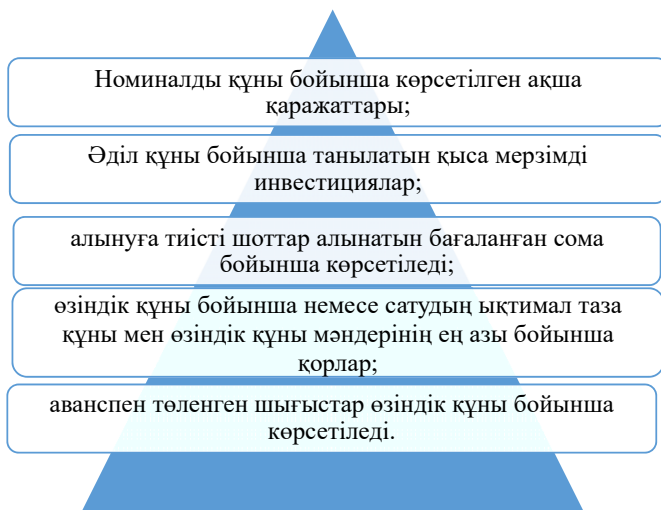 Номиналды құны бойынша көрсетілген ақша
қаражаттары;
Әділ құны бойынша танылатын қыса мерзімді
инвестициялар;
алынуға тиісті шоттар алынатын бағаланған сома
бойынша көрсетіледі;
өзіндік құны бойынша немесе сатудың ықтимал таза
құны мен өзіндік құны мәндерінің ең азы бойынша
қорлар;
аванспен төленген шығыстар өзіндік құны бойынша
көрсетіледі.